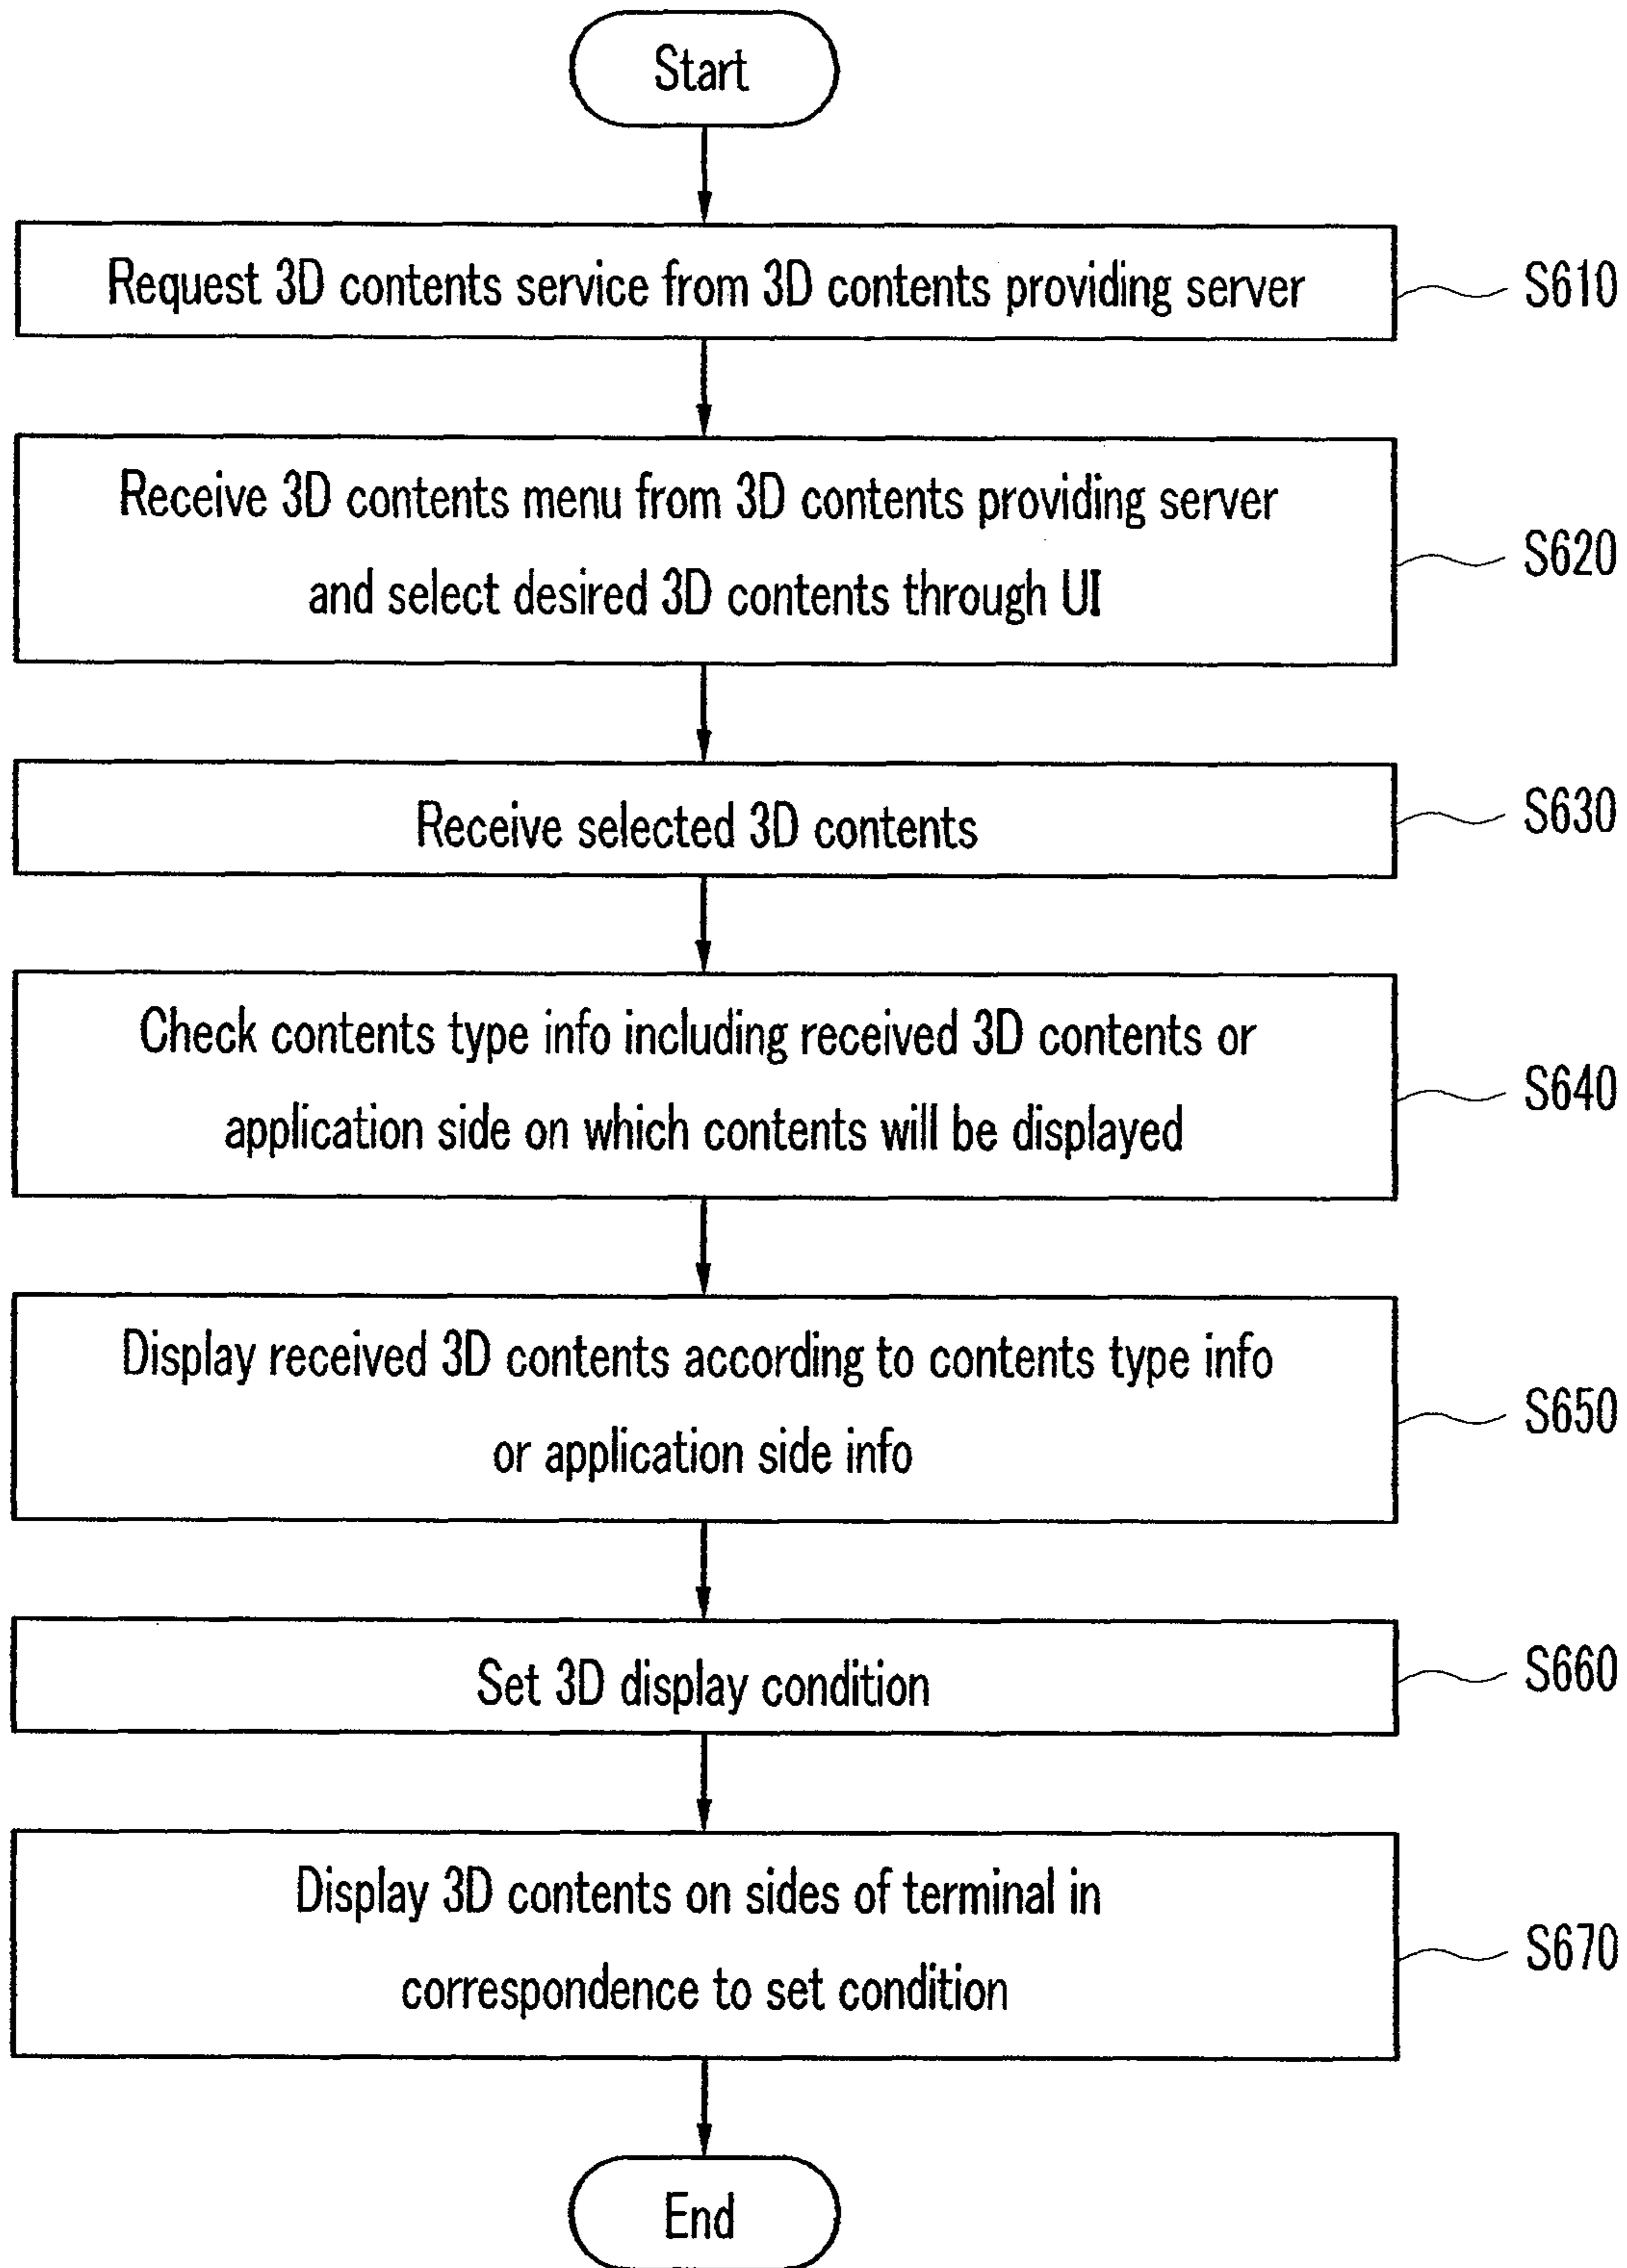 Start
Request 3D contents service from 3D contents providing server
S610
Receive 3D contents menu from 3D contents providing server
and select desired 3D contents through UI
S620
Receive selected 3D contents
S630
Check contents type info including received 3D contents or
application side on which contents will be displayed
S640
Display received 3D contents according to contents type info
or application side info
S650
Set 3D display condition
S660
Display 3D contents on sides of terminal in
correspondence to set condition
S670
End